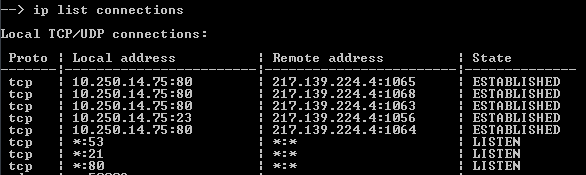 --> ip list connections
Local TCP/UDP connections:
Proto ¦ Local address ¦ Remote address ¦ State
------¦-----------------------¦-----------------------¦-------------
tcp ¦ 10.250.14.75:80 ¦ 217.139.224.4:1065 ¦ ESTABLISHED
tcp ¦ 10.250.14.75:80 ¦ 217.139.224.4:1068 ¦ ESTABLISHED
tcp ¦ 10.250.14.75:80 ¦ 217.139.224.4:1063 ¦ ESTABLISHED
tcp ¦ 10.250.14.75:23 ¦ 217.139.224.4:1056 ¦ ESTABLISHED
tcp ¦ 10.250.14.75:80 ¦ 217.139.224.4:1064 ¦ ESTABLISHED
tcp ¦ *:53 ¦ *:* ¦ LISTEN
tcp ¦ *:21 ¦ *:* ¦ LISTEN
tcp ¦ *:80 ¦ *:* ¦ LISTEN